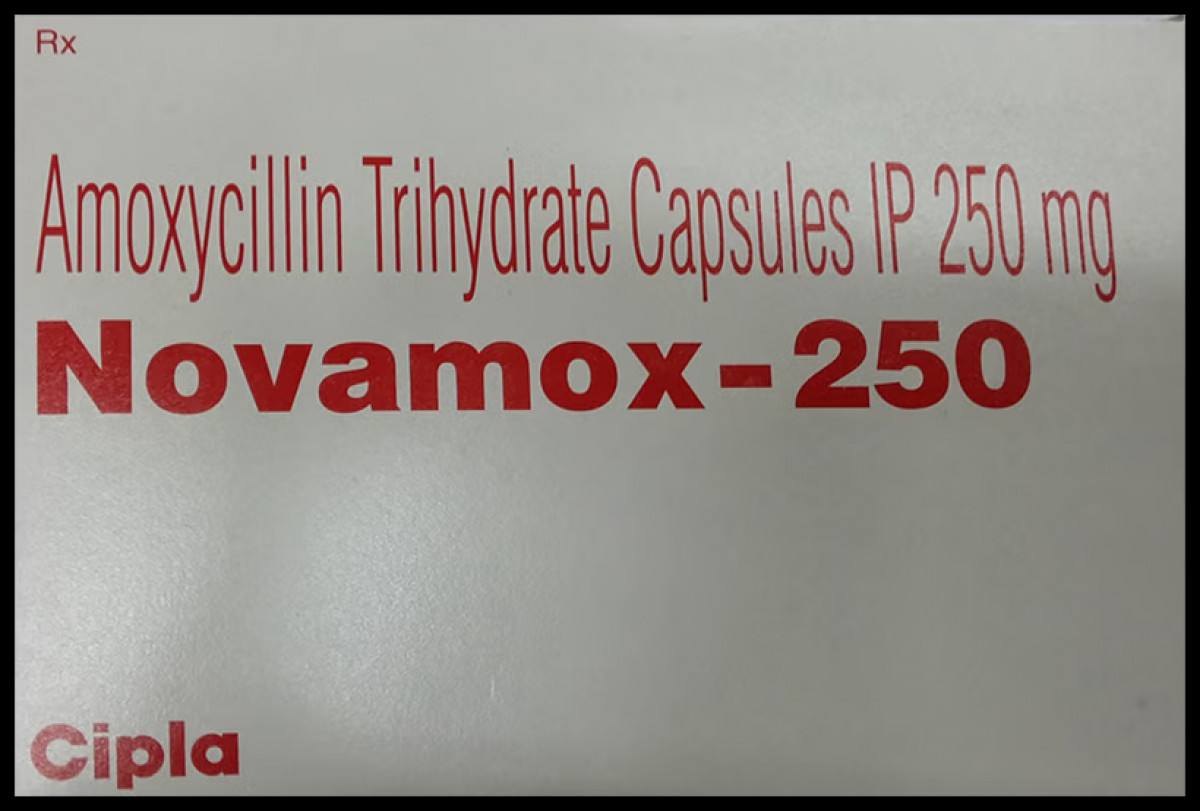 Rx
Amoxycillin Trihydrate Capsules IP 250 mg
Novamox-250
Cipla